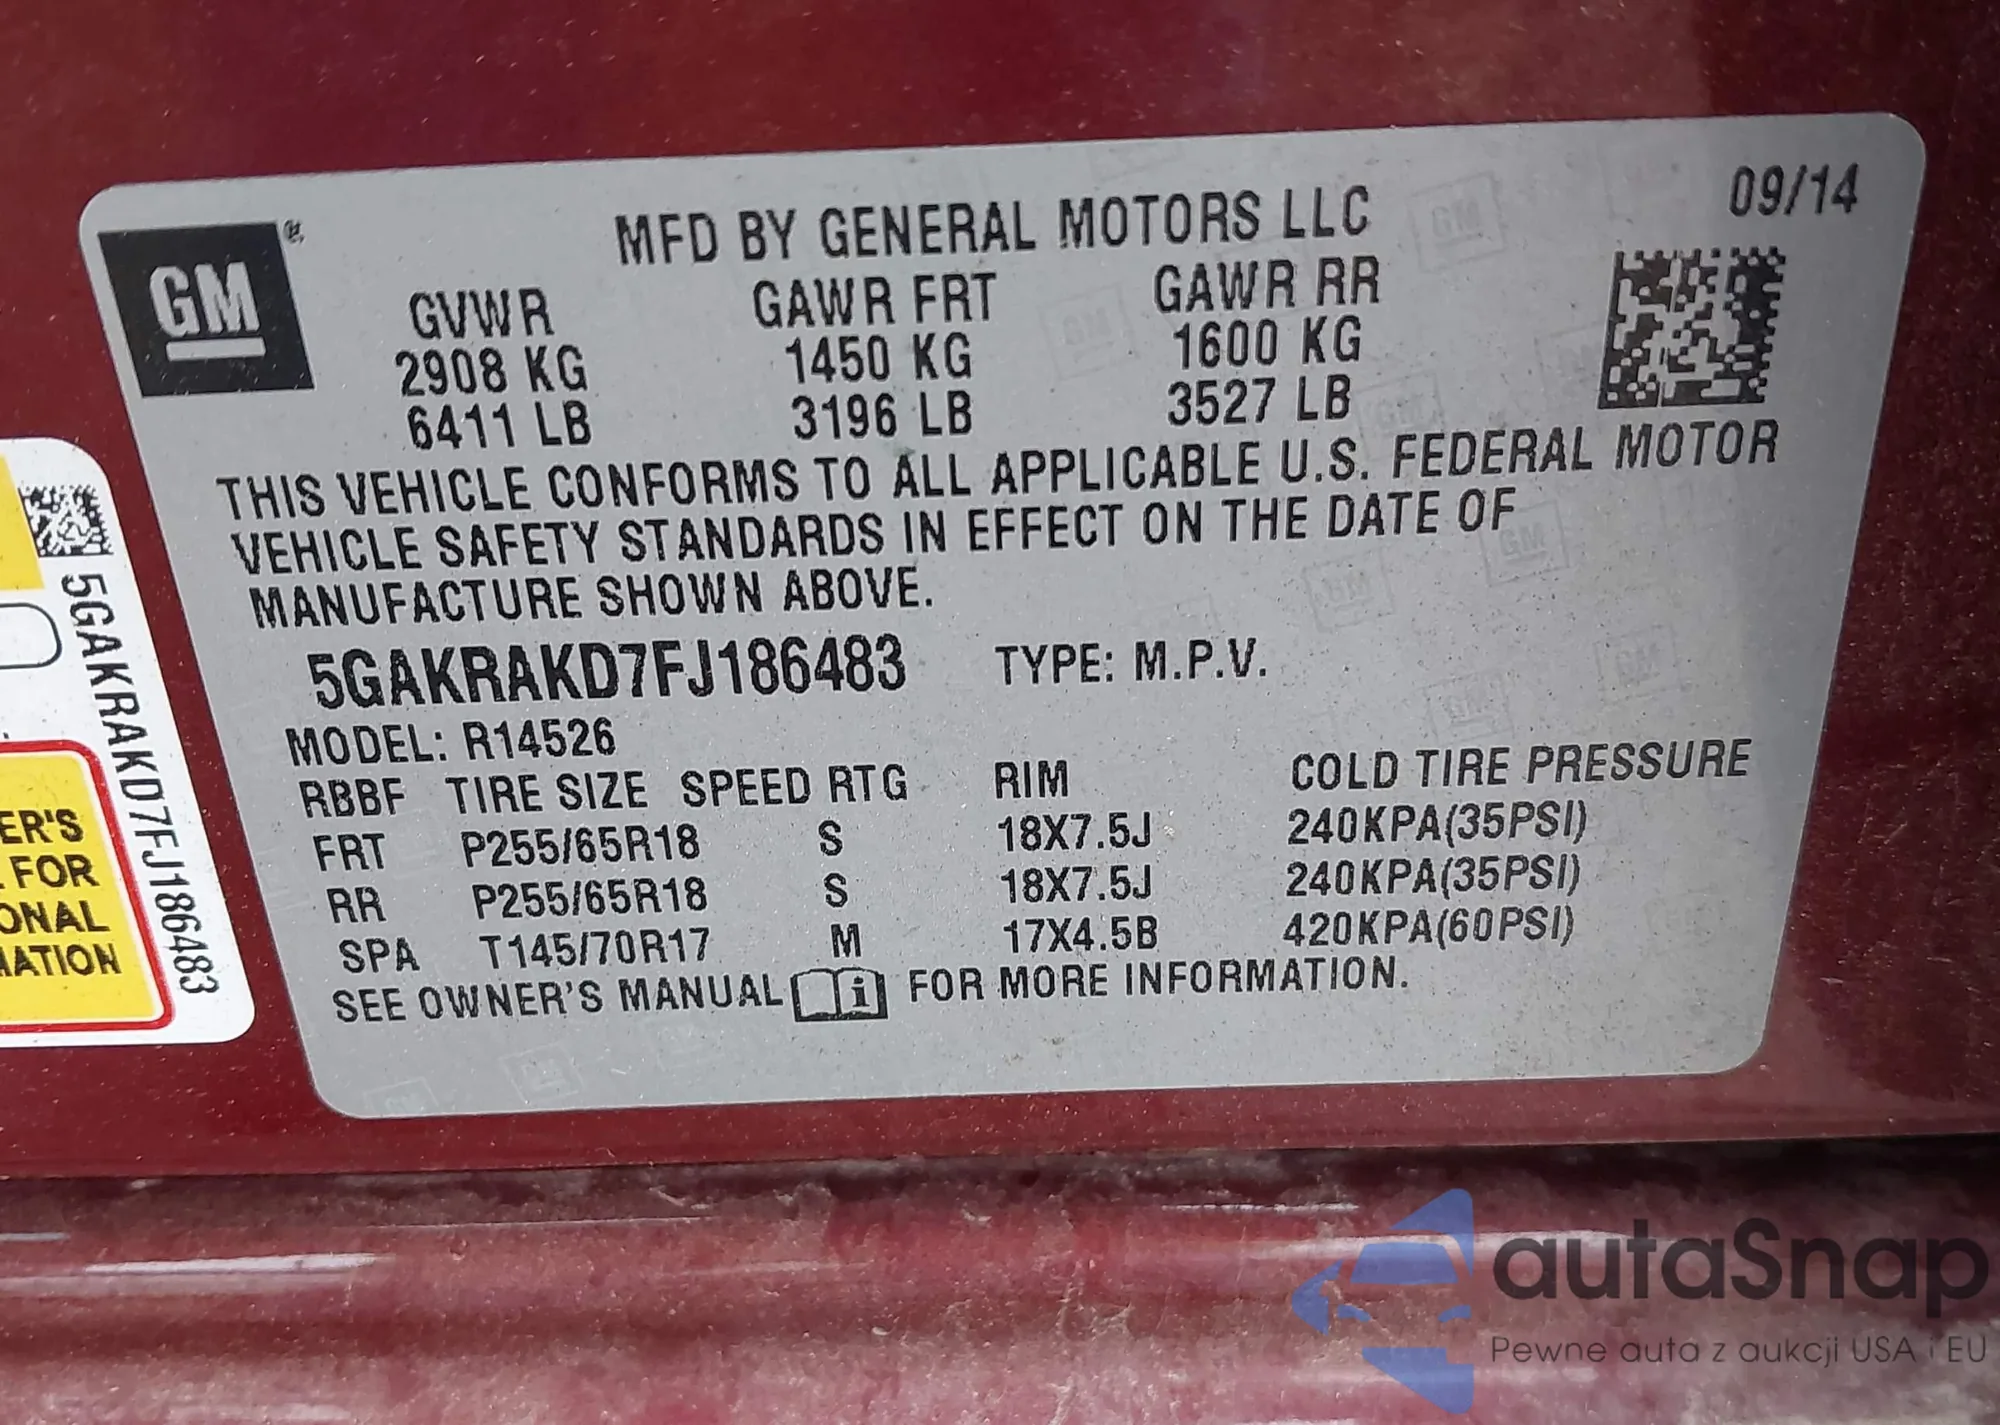 09/14
GM
MFD BY GENERAL MOTORS LLC
GVWR GAWR FRT GAWR RR
2908 KG 1450 KG 1600 KG
6411 LB 3196 LB 3527 LB
THIS VEHICLE CONFORMS TO ALL APPLICABLE U.S. FEDERAL MOTOR
VEHICLE SAFETY STANDARDS IN EFFECT ON THE DATE OF
MANUFACTURE SHOWN ABOVE.
5GAKRAKD7FJ186483 TYPE: M.P.V.
MODEL: R14526
RBBF TIRE SIZE SPEED RTG RIM COLD TIRE PRESSURE
FRT P255/65R18 S 18X7.5J 240KPA(35PSI)
RR P255/65R18 S 18X7.5J 240KPA(35PSI)
SPA T145/70R17 M 17X4.5B 420KPA(60PSI)
SEE OWNER'S MANUAL i FOR MORE INFORMATION.
5GAKRAKD7FJ186483
ER'S
FOR
ONAL
MATION
autaSnap
Pewne auta z aukcji USA i EU